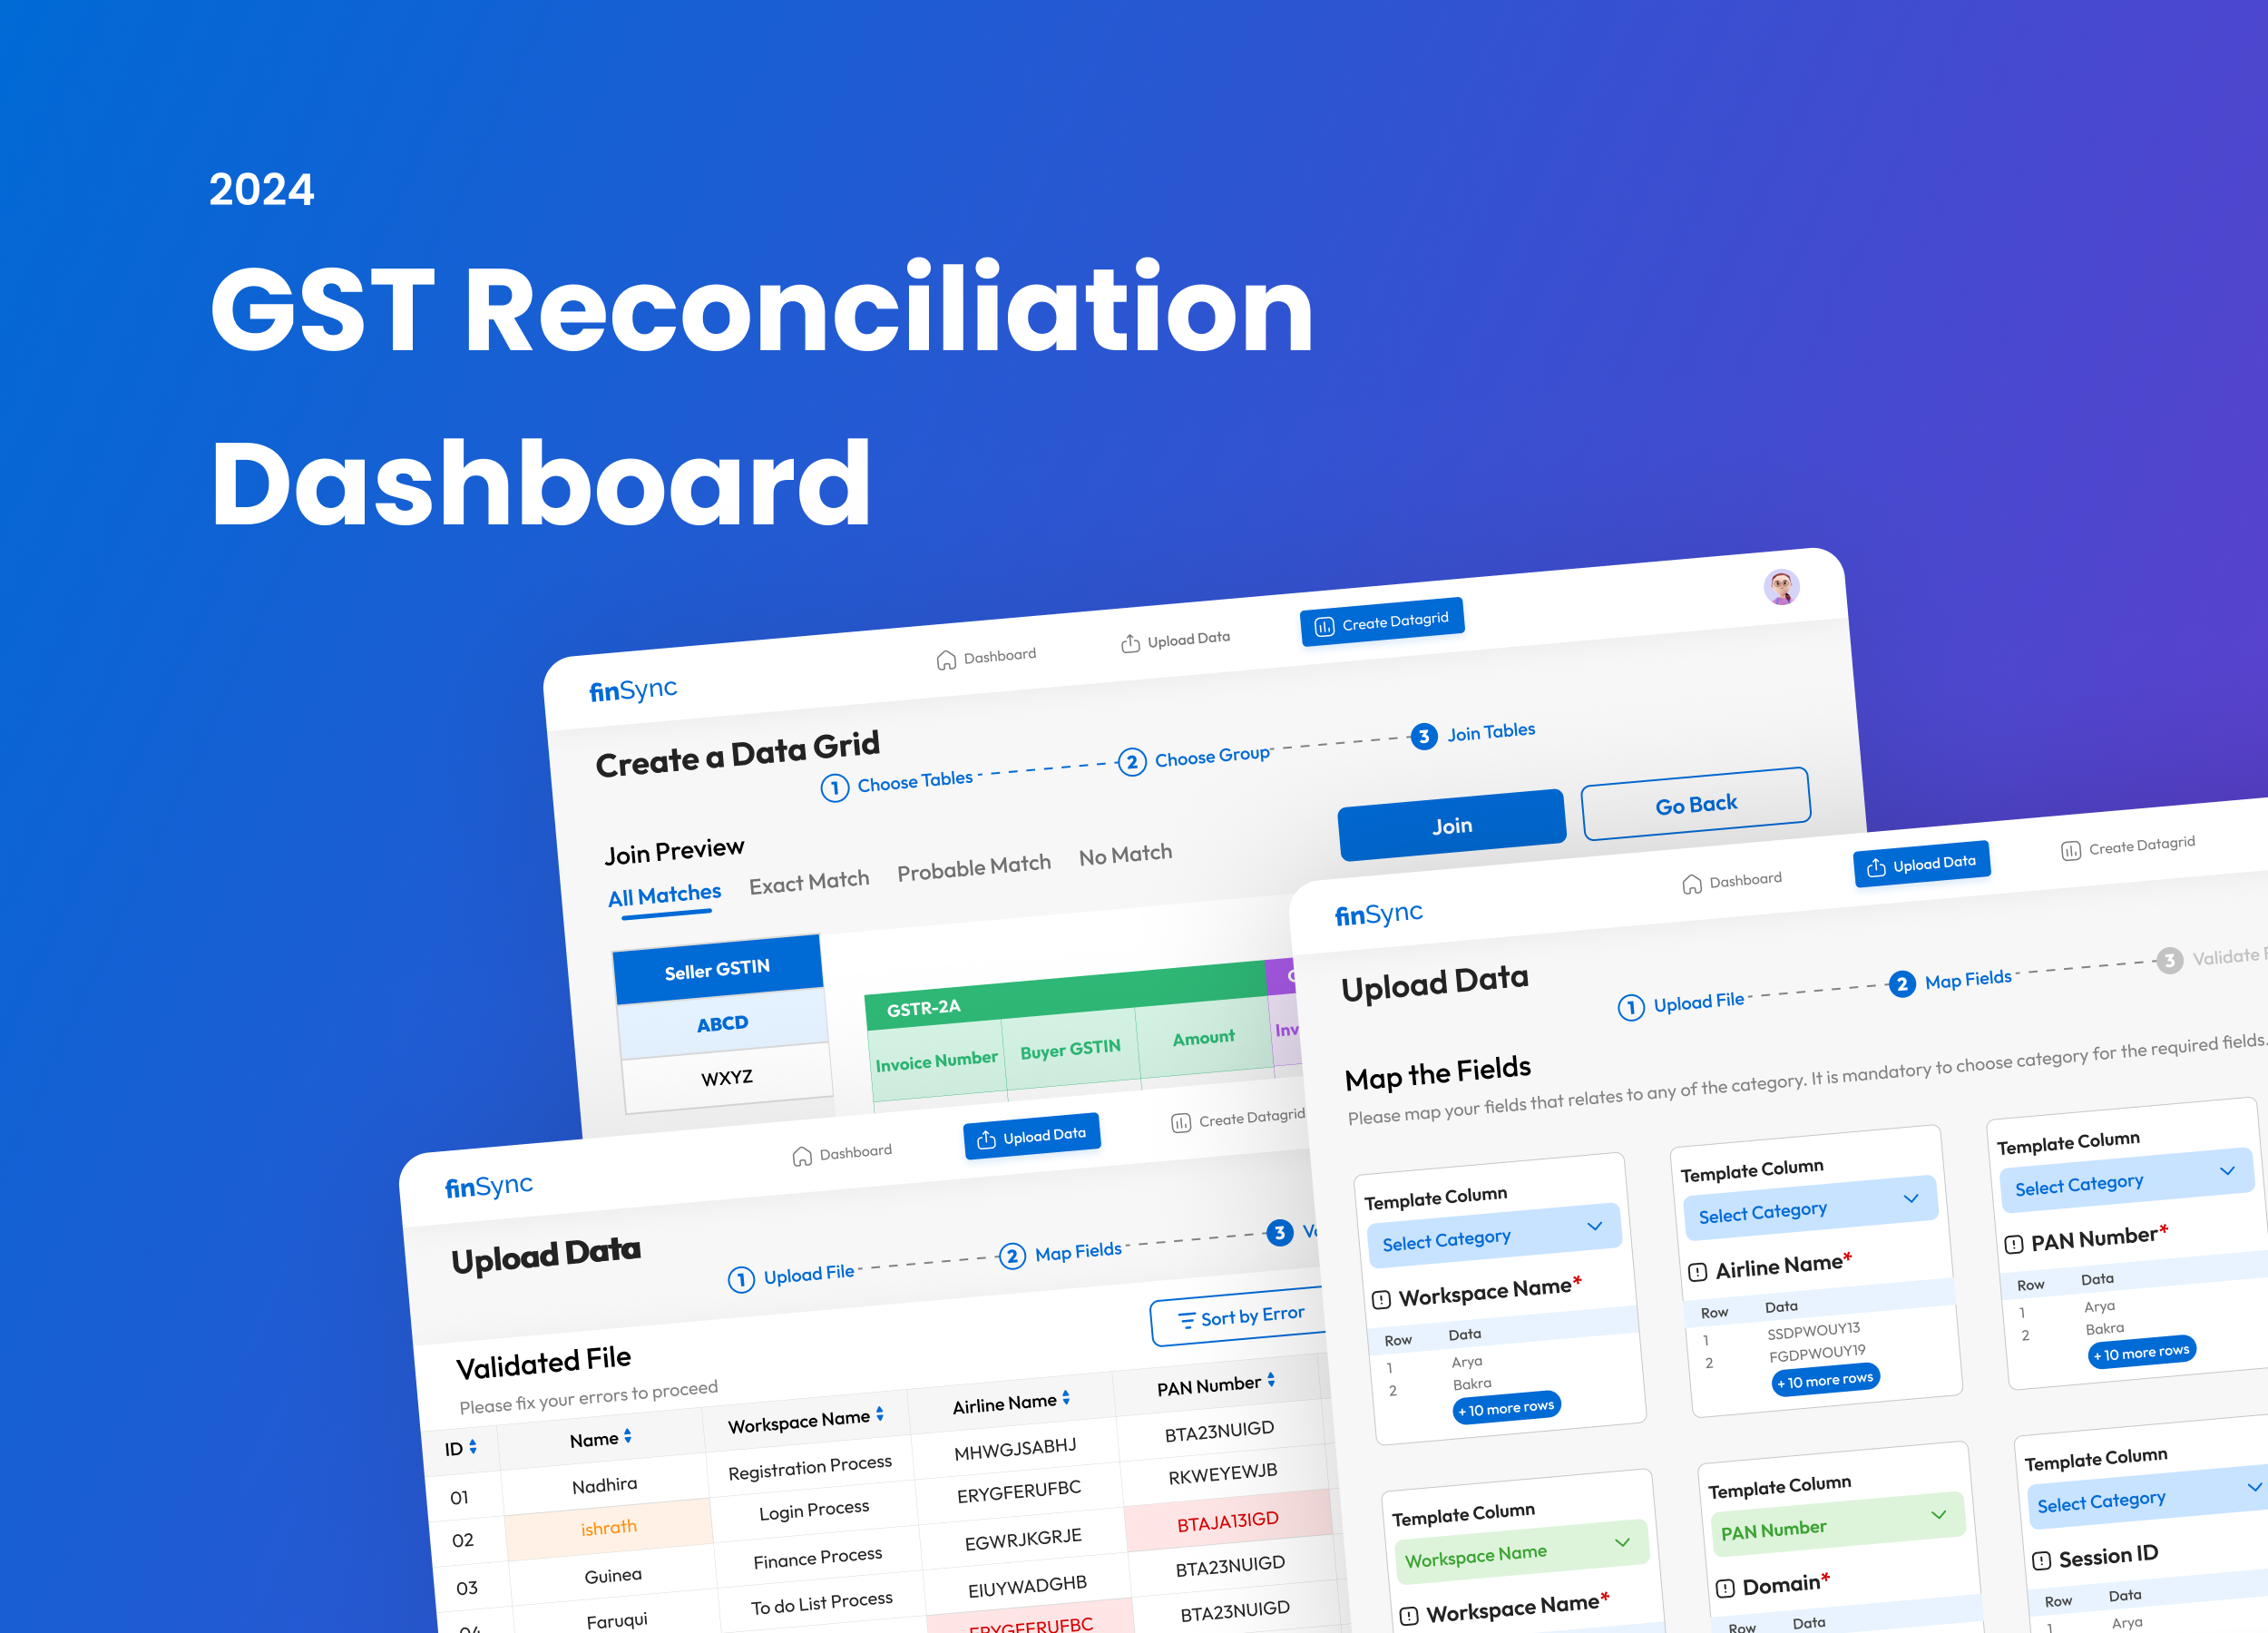 2024
GST Reconciliation
Dashboard
finSync
Dashboard
Upload Data
Create Datagrid
Create a Data Grid
1 Choose Tables
2 Choose Group
3 Join Tables
Join Preview
Join
Go Back
All Matches
Exact Match
Probable Match
No Match
Seller GSTIN
ABCD
WXYZ
GSTR-2A
Invoice Number
Buyer GSTIN
Amount
Inv
finSync
Dashboard
Upload Data
Create Datagrid
Upload Data
1 Upload File
2 Map Fields
3 Validate
Map the Fields
Please map your fields that relates to any of the category. It is mandatory to choose category for the required fields.
Template Column
Select Category
Workspace Name*
Row Data
1 Arya
2 Bakra
+ 10 more rows
Template Column
Select Category
Airline Name*
Row Data
1 SSDPWOUY13
2 FGDPWOUY19
+ 10 more rows
Template Column
Select Category
PAN Number*
Row Data
1 Arya
2 Bakra
+ 10 more rows
Template Column
Workspace Name
Workspace Name*
Template Column
PAN Number
Domain*
Row Data
Template Column
Select Category
Session ID
Row Data
1 Arya
finSync
Dashboard
Upload Data
Create Datagrid
Upload Data
1 Upload File
2 Map Fields
3
Validated File
Please fix your errors to proceed
Sort by Error
ID Name Workspace Name Airline Name PAN Number
01 Nadhira Registration Process MHWGJSABHJ BTA23NUIGD
02 ishrath Login Process ERYGFERUFBC RKWEYEWJB
03 Guinea Finance Process EGWRJKGRJE BTAJA13IGD
04 Faruqui To do List Process EIUYWADGHB BTA23NUIGD
ERYGFERUFBC BTA23NUIGD